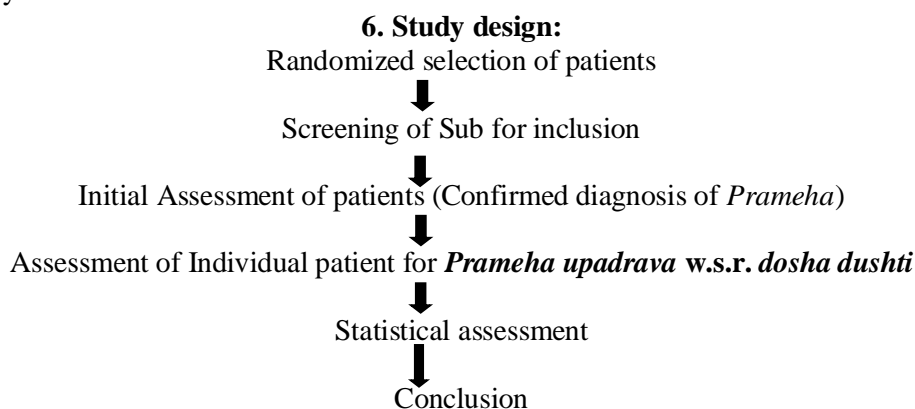 6. Study design:
Randomized selection of patients
Screening of Sub for inclusion
Initial Assessment of patients (Confirmed diagnosis of Prameha)
Assessment of Individual patient for Prameha upadrava w.s.r. dosha dushti
Statistical assessment
Conclusion